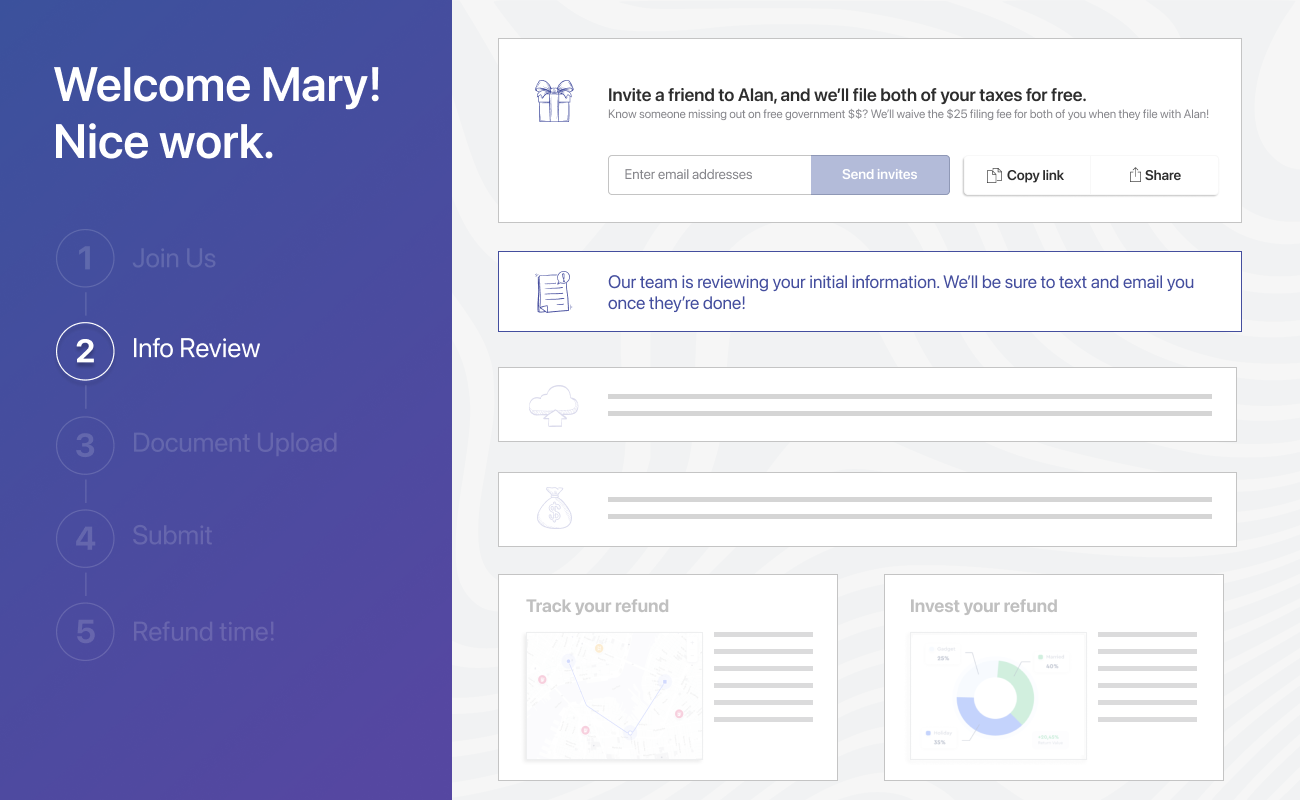 Welcome Mary!
Nice work.
1
Join Us
2
Info Review
3
Document Upload
4
Submit
5
Refund time!
Invite a friend to Alan, and we’ll file both of your taxes for free.
Know someone missing out on free government $$? We’ll waive the $25 filing fee for both of you when they file with Alan!
Enter email addresses
Send invites
Copy link
Share
Our team is reviewing your initial information. We’ll be sure to text and email you
once they’re done!
Track your refund
Invest your refund
35%
40%
35%